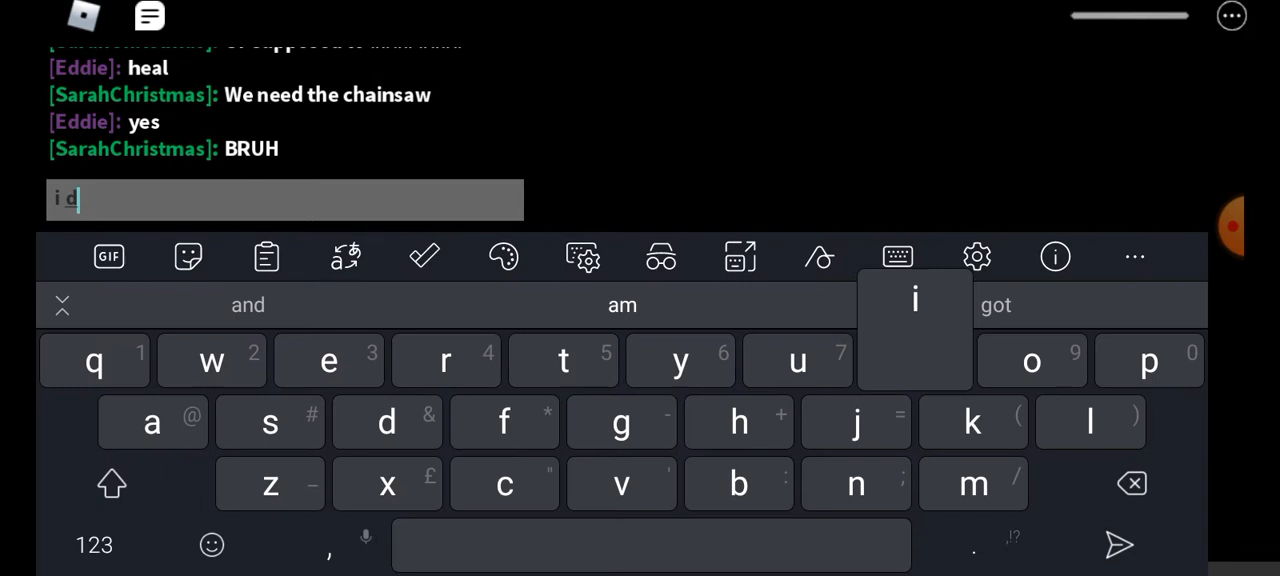 [Eddie]: heal
[SarahChristmas]: We need the chainsaw
[Eddie]: yes
[SarahChristmas]: BRUH
i d
GIF
and am got
i
q 1 w 2 e 3 r 4 t 5 y 6 u 7 o 9 p 0
a @ s # d & f * g - h + j = k ( l )
z _ x £ c " v ' b : n ; m /
123 , . ,!?